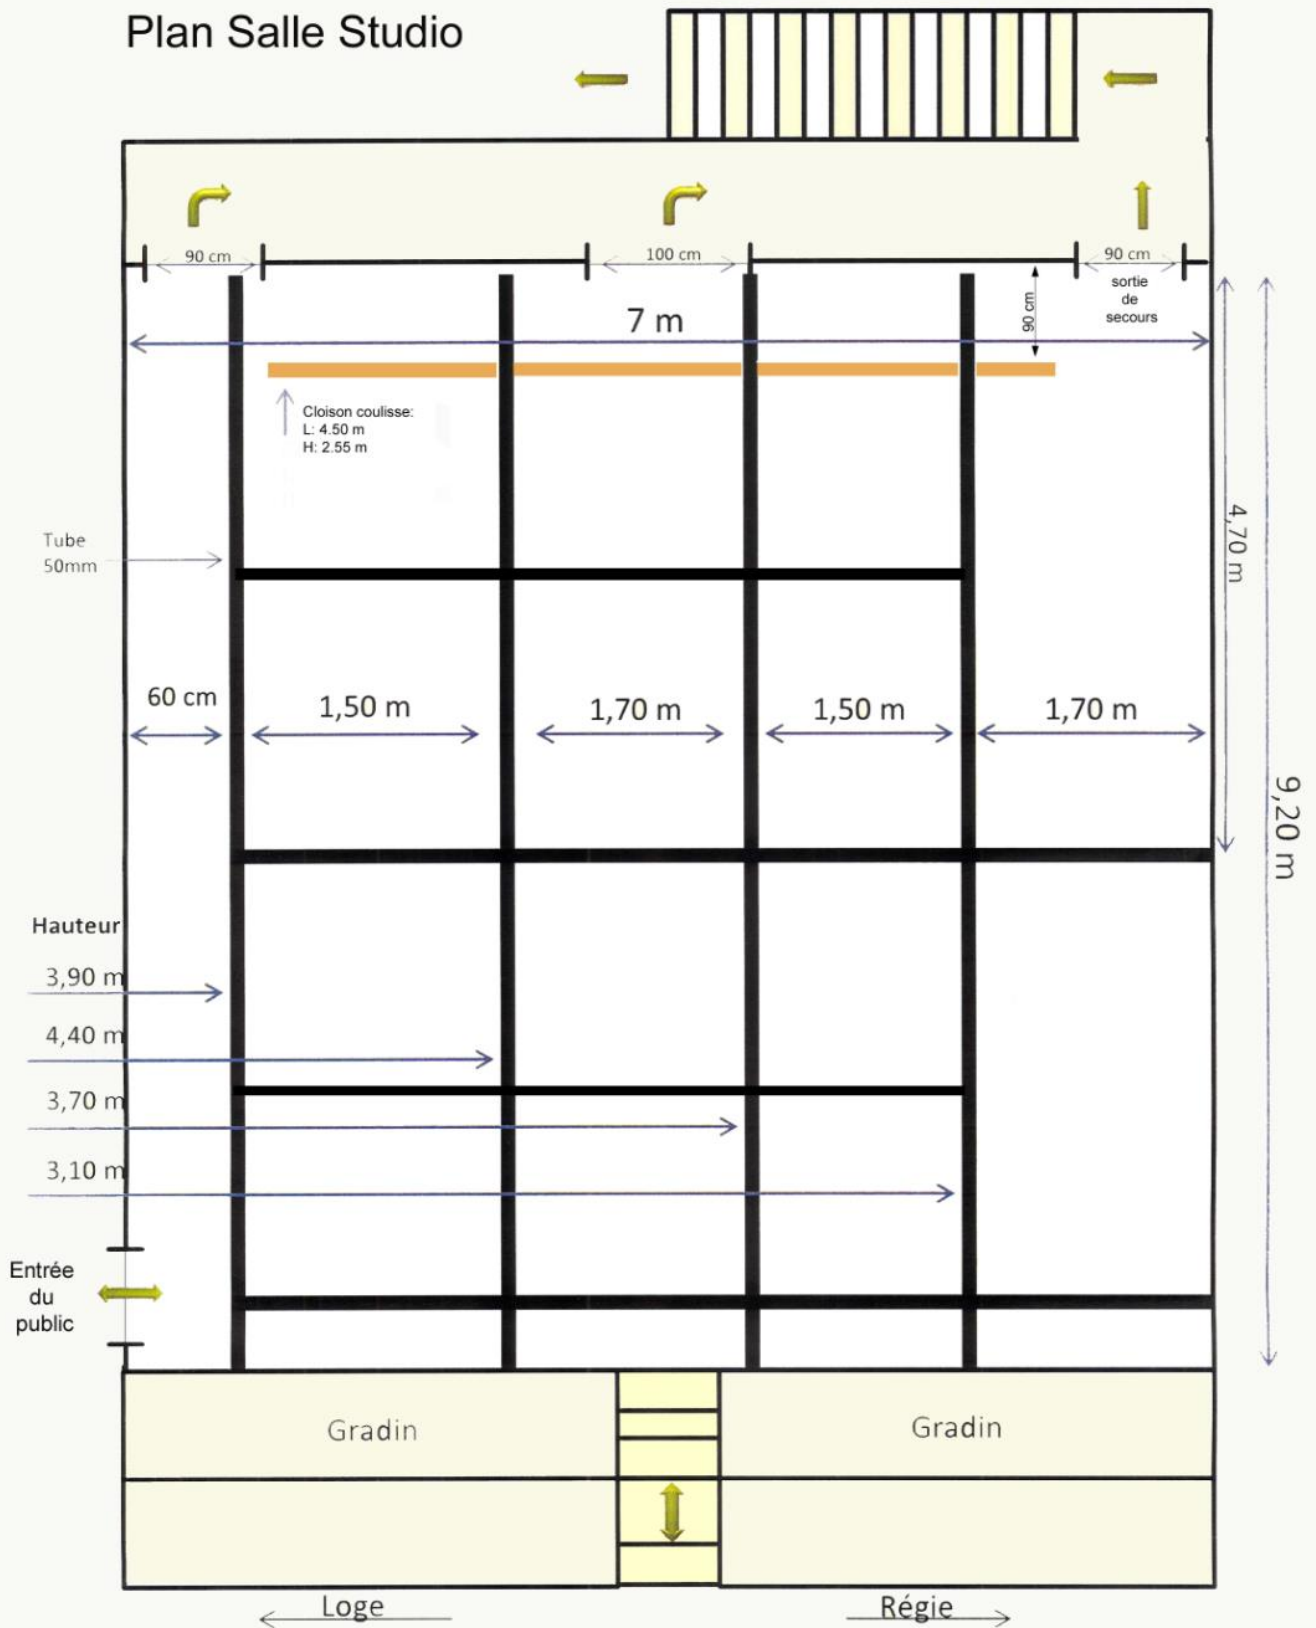 Plan Salle Studio
90 cm
100 cm
90 cm
sortie
de
secours
90 cm
7 m
Cloison coulisse:
L: 4.50 m
H: 2.55 m
4,70 m
Tube
50mm
60 cm
1,50 m
1,70 m
1,50 m
1,70 m
9,20 m
Hauteur
3,90 m
4,40 m
3,70 m
3,10 m
Entrée
du
public
Gradin
Gradin
Loge
Régie